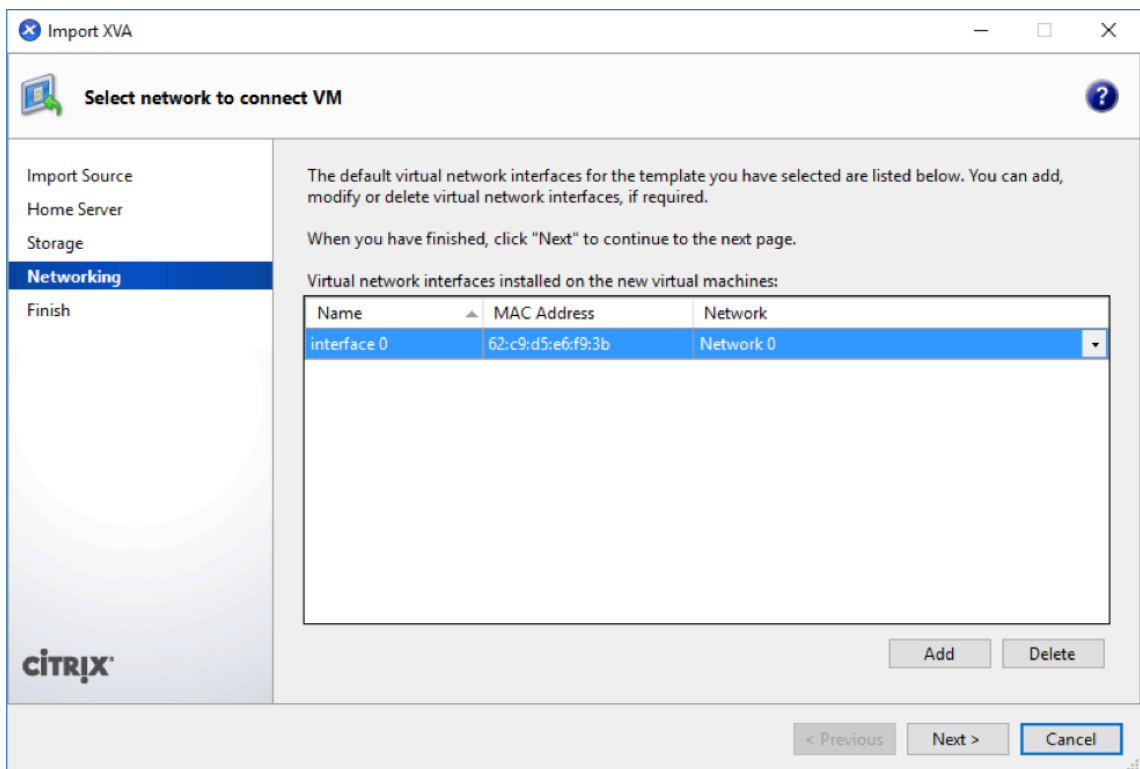 Import XVA
Select network to connect VM
?
Import Source
Home Server
Storage
Networking
Finish
The default virtual network interfaces for the template you have selected are listed below. You can add,
modify or delete virtual network interfaces, if required.
When you have finished, click "Next" to continue to the next page.
Virtual network interfaces installed on the new virtual machines:
Name MAC Address Network
interface 0 62:c9:d5:e6:f9:3b Network 0
Add Delete
CİTRIX
< Previous Next > Cancel